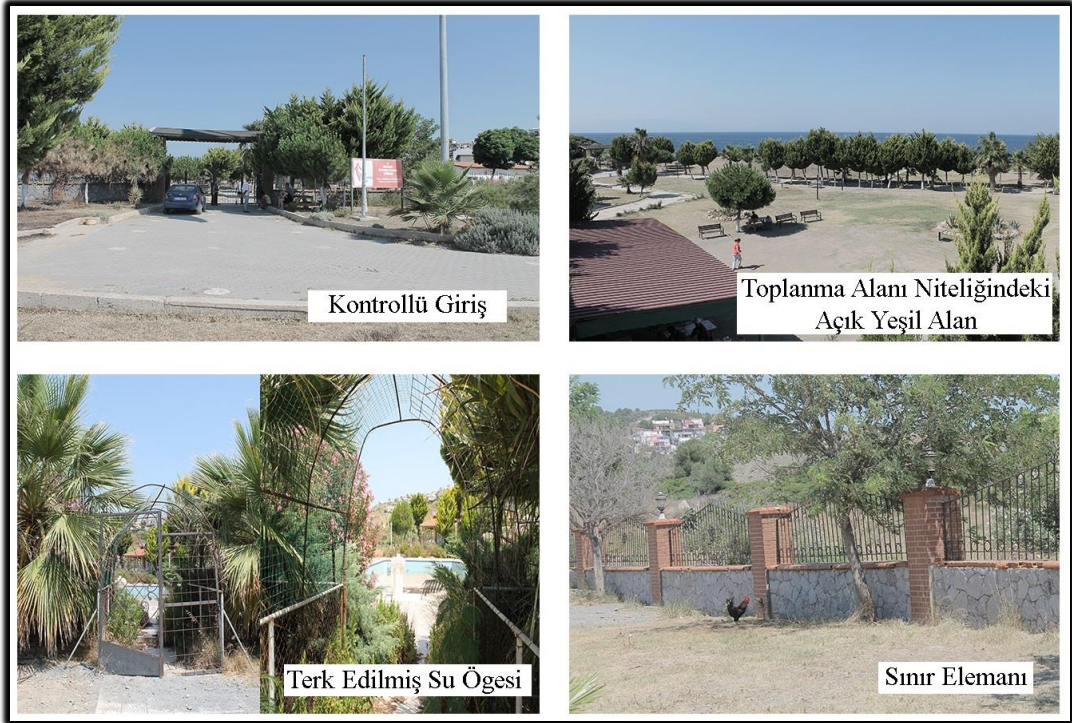 Kontrollü Giriş
Toplanma Alanı Niteliğindeki
Açık Yeşil Alan
Terk Edilmiş Su Ögesi
Sınır Elemanı